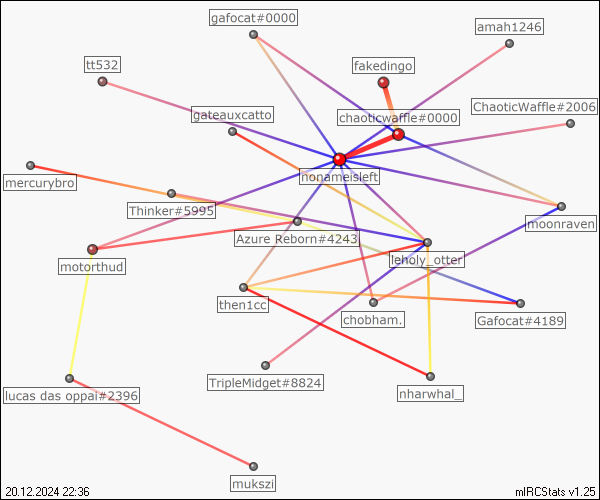 gafocat#0000
amah1246
tt532
fakedingo
ChaoticWaffle#2006
gateauxcatto
chaoticwaffle#0000
nonameisleft
mercurybro
Thinker#5995
moonraven
Azure Reborn#4243
leholy_otter
motorthud
then1cc
chobham.
Gafocat#4189
TripleMidget#8824
nharwhal_
lucas das oppai#2396
mukszi
20.12.2024 22:36
mIRCStats v1.25